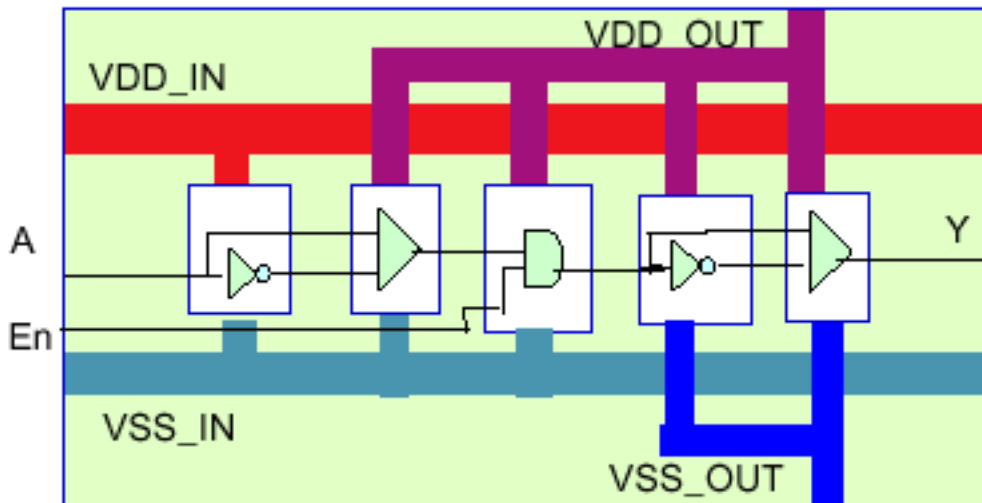 VDD_OUT
VDD_IN
A
Y
En
VSS_IN
VSS_OUT